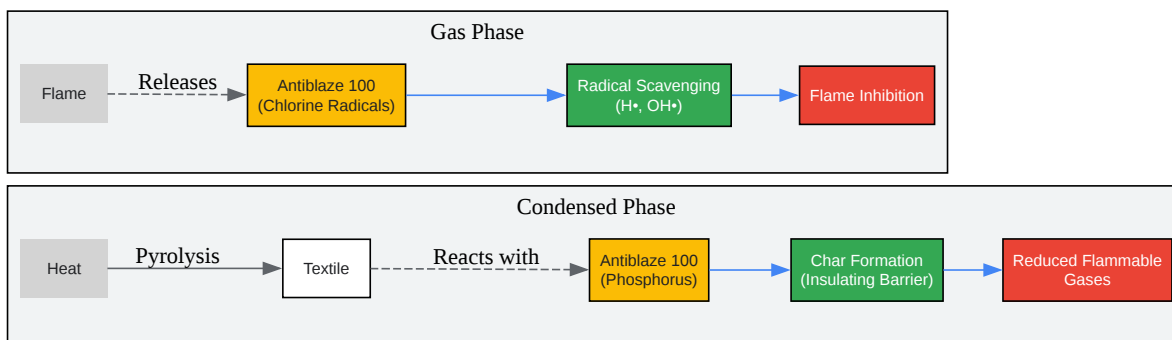 Gas Phase
Flame
Releases
Antiblaze 100
(Chlorine Radicals)
Radical Scavenging
(H•, OH•)
Flame Inhibition
Condensed Phase
Heat
Pyrolysis
Textile
Reacts with
Antiblaze 100
(Phosphorus)
Char Formation
(Insulating Barrier)
Reduced Flammable
Gases